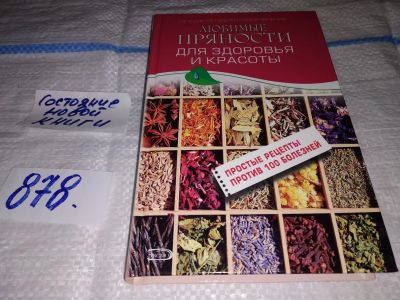 ЛЮБИМЫЕ
ПРЯНОСТИ
ДЛЯ ЗДОРОВЬЯ
И КРАСОТЫ
ПРОСТЫЕ РЕЦЕПТЫ
ПРОТИВ 100 БОЛЕЗНЕЙ
Состояние
новой
книги
878.